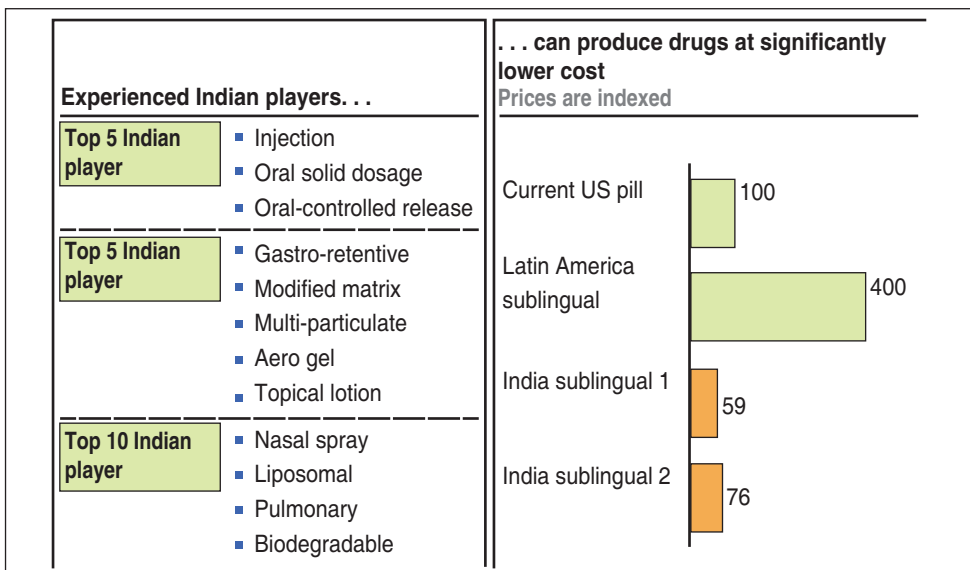 Experienced Indian players. . .
Top 5 Indian
player
Injection
Oral solid dosage
Oral-controlled release
Top 5 Indian
player
Gastro-retentive
Modified matrix
Multi-particulate
Aero gel
Topical lotion
Top 10 Indian
player
Nasal spray
Liposomal
Pulmonary
Biodegradable
. . . can produce drugs at significantly
lower cost
Prices are indexed
Current US pill
100
Latin America
sublingual
400
India sublingual 1
59
India sublingual 2
76